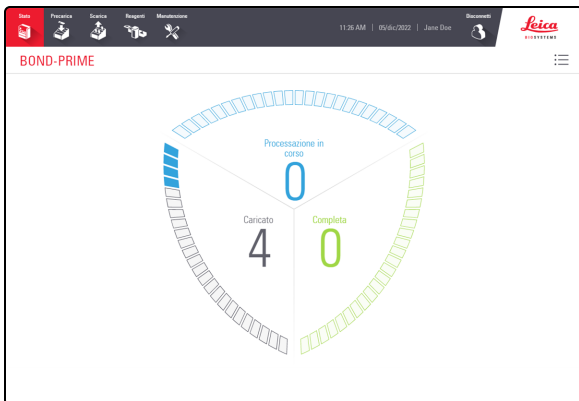 Stato
Precarica
Scarica
Reagenti
Manutenzione
11:26 AM | 05/dic/2022 | Jane Doe
Disconnetti
Leica
BIOSYSTEMS
BOND-PRIME
Processazione in
corso
0
Caricato
4
Completa
0